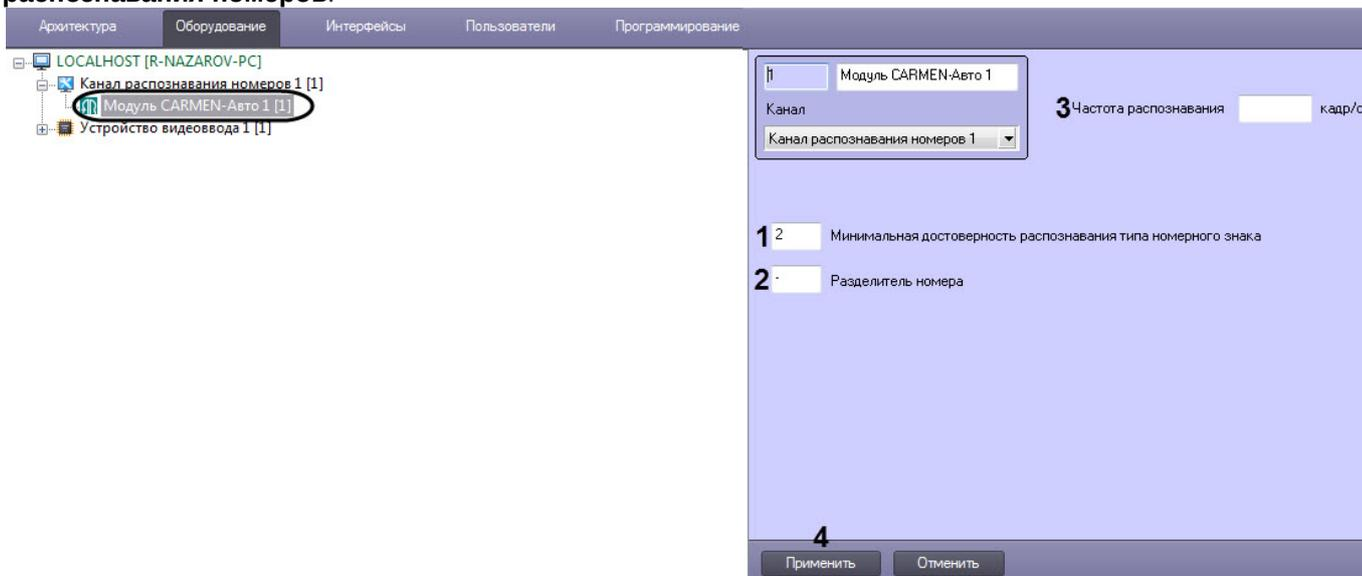 распознавания номеров.
Архитектура Оборудование Интерфейсы Пользователи Программирование
LOCALHOST [R-NAZAROV-PC]
Канал распознавания номеров 1 [1]
Модуль CARMEN-Авто 1 [1]
Устройство видеоввода 1 [1]
1 Модуль CARMEN-Авто 1
Канал
Канал распознавания номеров 1
3 Частота распознавания кадр/с
1 2 Минимальная достоверность распознавания типа номерного знака
2 - Разделитель номера
4
Применить Отменить